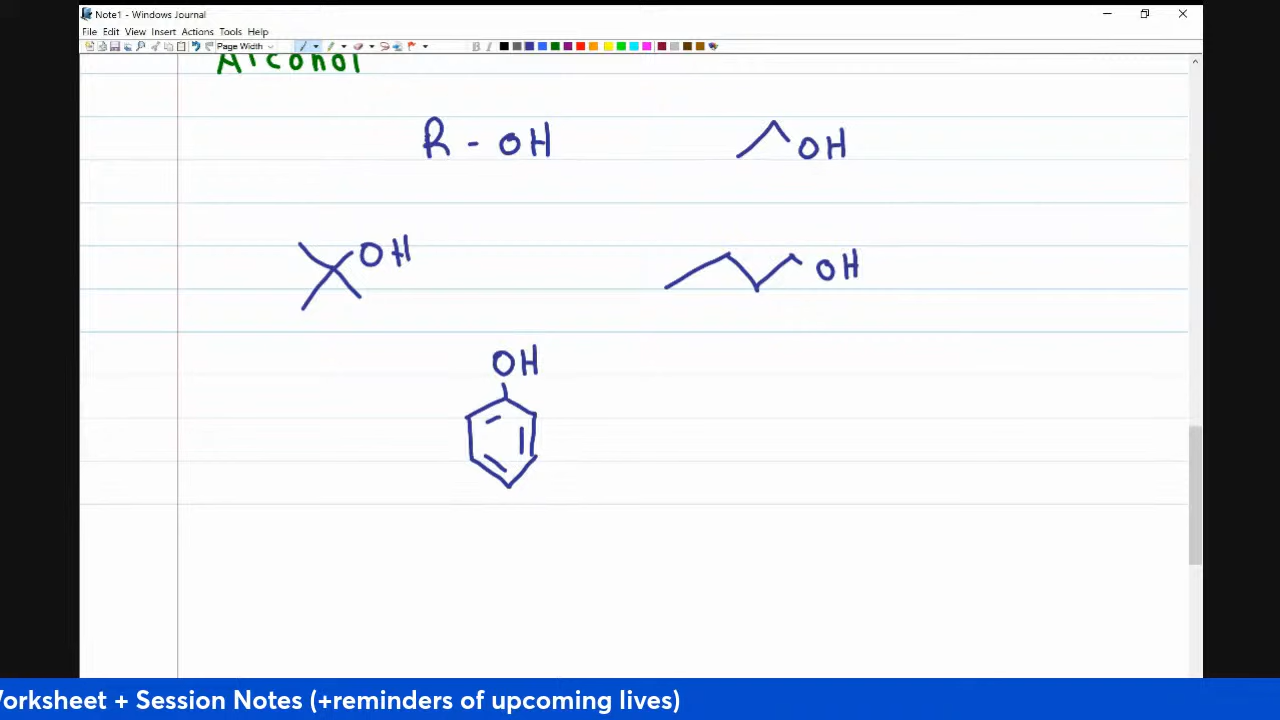 Note1 - Windows Journal
File Edit View Insert Actions Tools Help
Page Width
Alcohol
R - OH
OH
OH
OH
OH
Worksheet + Session Notes (+reminders of upcoming lives)